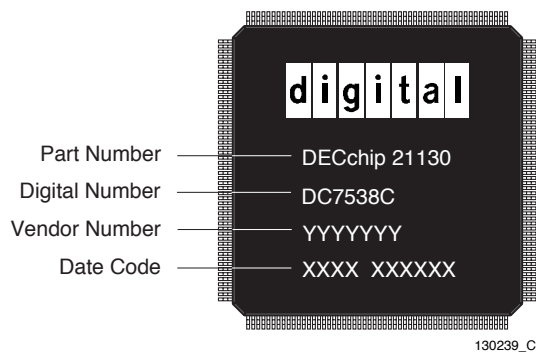 digital
Part Number DECchip 21130
Digital Number DC7538C
Vendor Number YYYYYYY
Date Code XXXX XXXXXX
130239_C